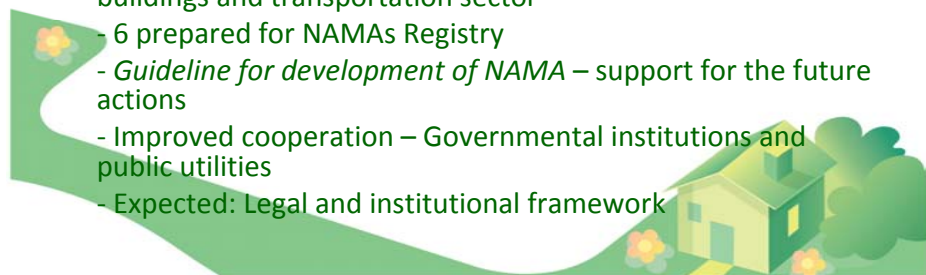 buildings and transportation sector
- 6 prepared for NAMAs Registry
- Guideline for development of NAMA – support for the future
actions
- Improved cooperation – Governmental institutions and
public utilities
- Expected: Legal and institutional framework